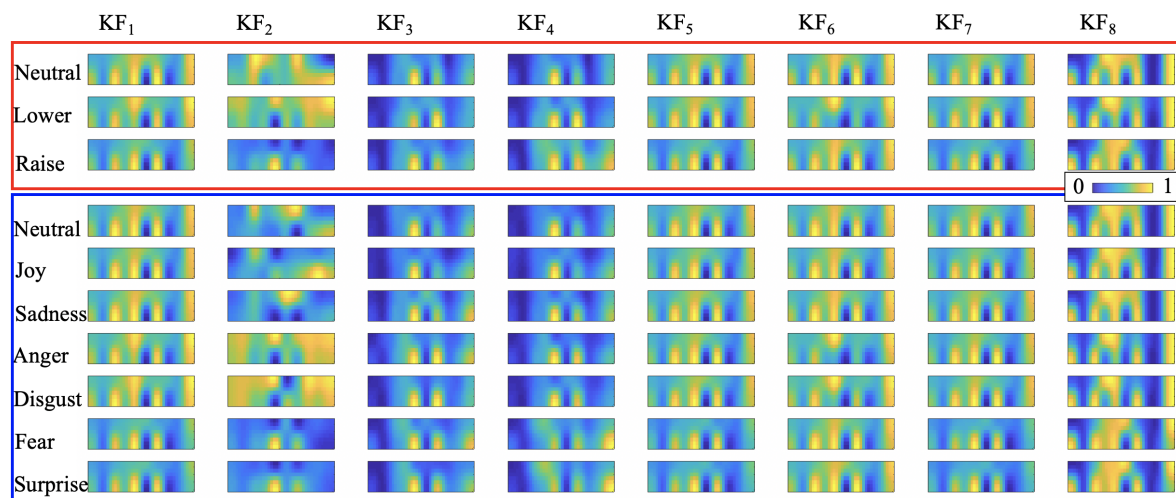 KF₁ KF₂ KF₃ KF₄ KF₅ KF₆ KF₇ KF₈
Neutral
Lower
Raise
0 1
Neutral
Joy
Sadness
Anger
Disgust
Fear
Surprise